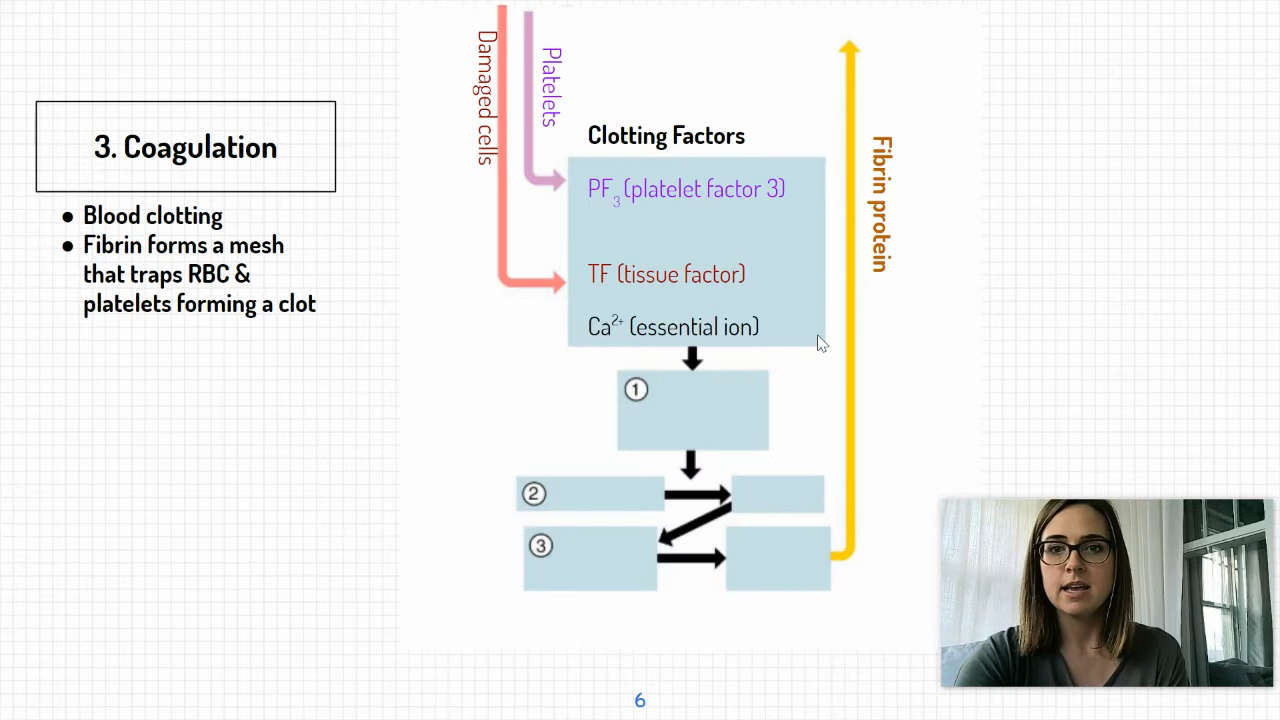 3. Coagulation
● Blood clotting
● Fibrin forms a mesh
that traps RBC &
platelets forming a clot
Damaged cells
Platelets
Clotting Factors
PF₃ (platelet factor 3)
TF (tissue factor)
Ca²⁺ (essential ion)
Fibrin protein
①
②
③
6